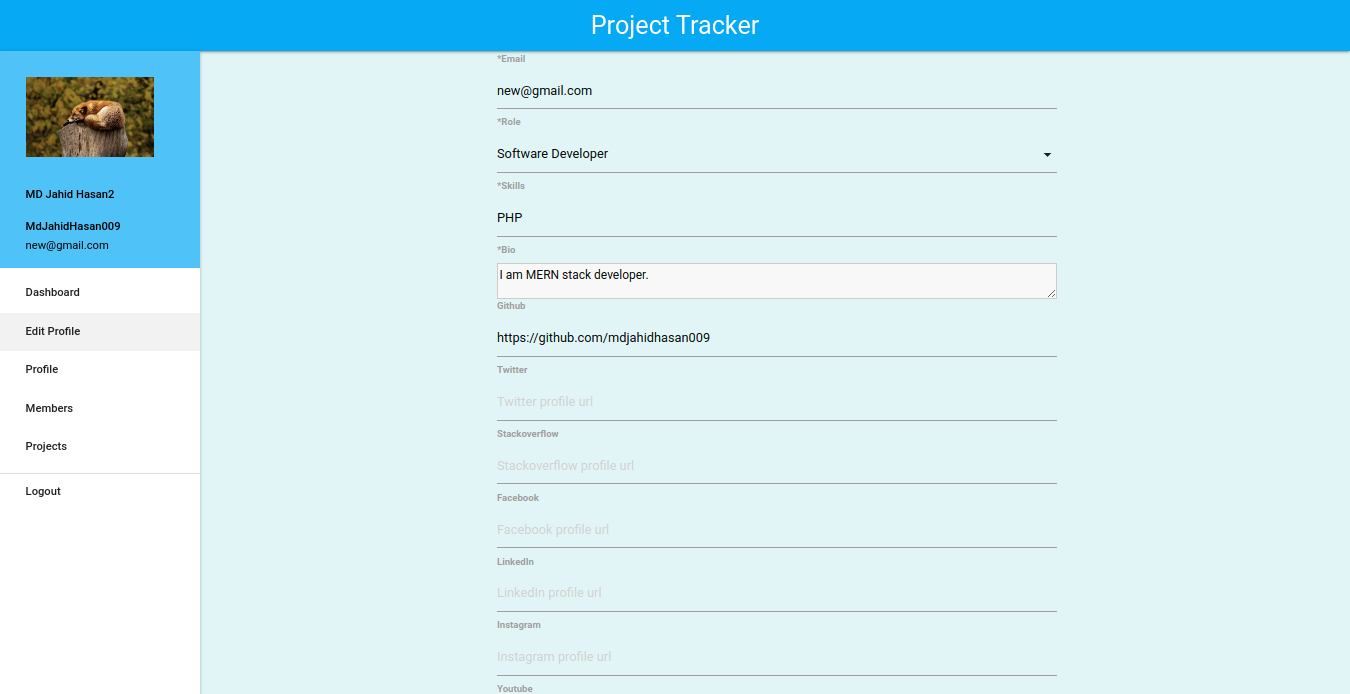 Project Tracker
MD Jahid Hasan2
MdJahidHasan009
new@gmail.com
Dashboard
Edit Profile
Profile
Members
Projects
Logout
*Email
new@gmail.com
*Role
Software Developer
*Skills
PHP
*Bio
I am MERN stack developer.
Github
https://github.com/mdjahidhasan009
Twitter
Twitter profile url
Stackoverflow
Stackoverflow profile url
Facebook
Facebook profile url
LinkedIn
LinkedIn profile url
Instagram
Instagram profile url
Youtube